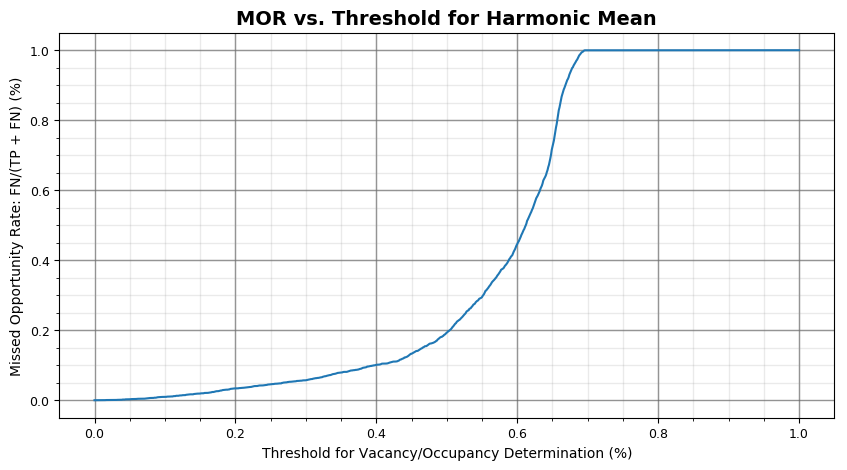 MOR vs. Threshold for Harmonic Mean
Missed Opportunity Rate: FN/(TP + FN) (%)
1.0
0.8
0.6
0.4
0.2
0.0
0.0 0.2 0.4 0.6 0.8 1.0
Threshold for Vacancy/Occupancy Determination (%)